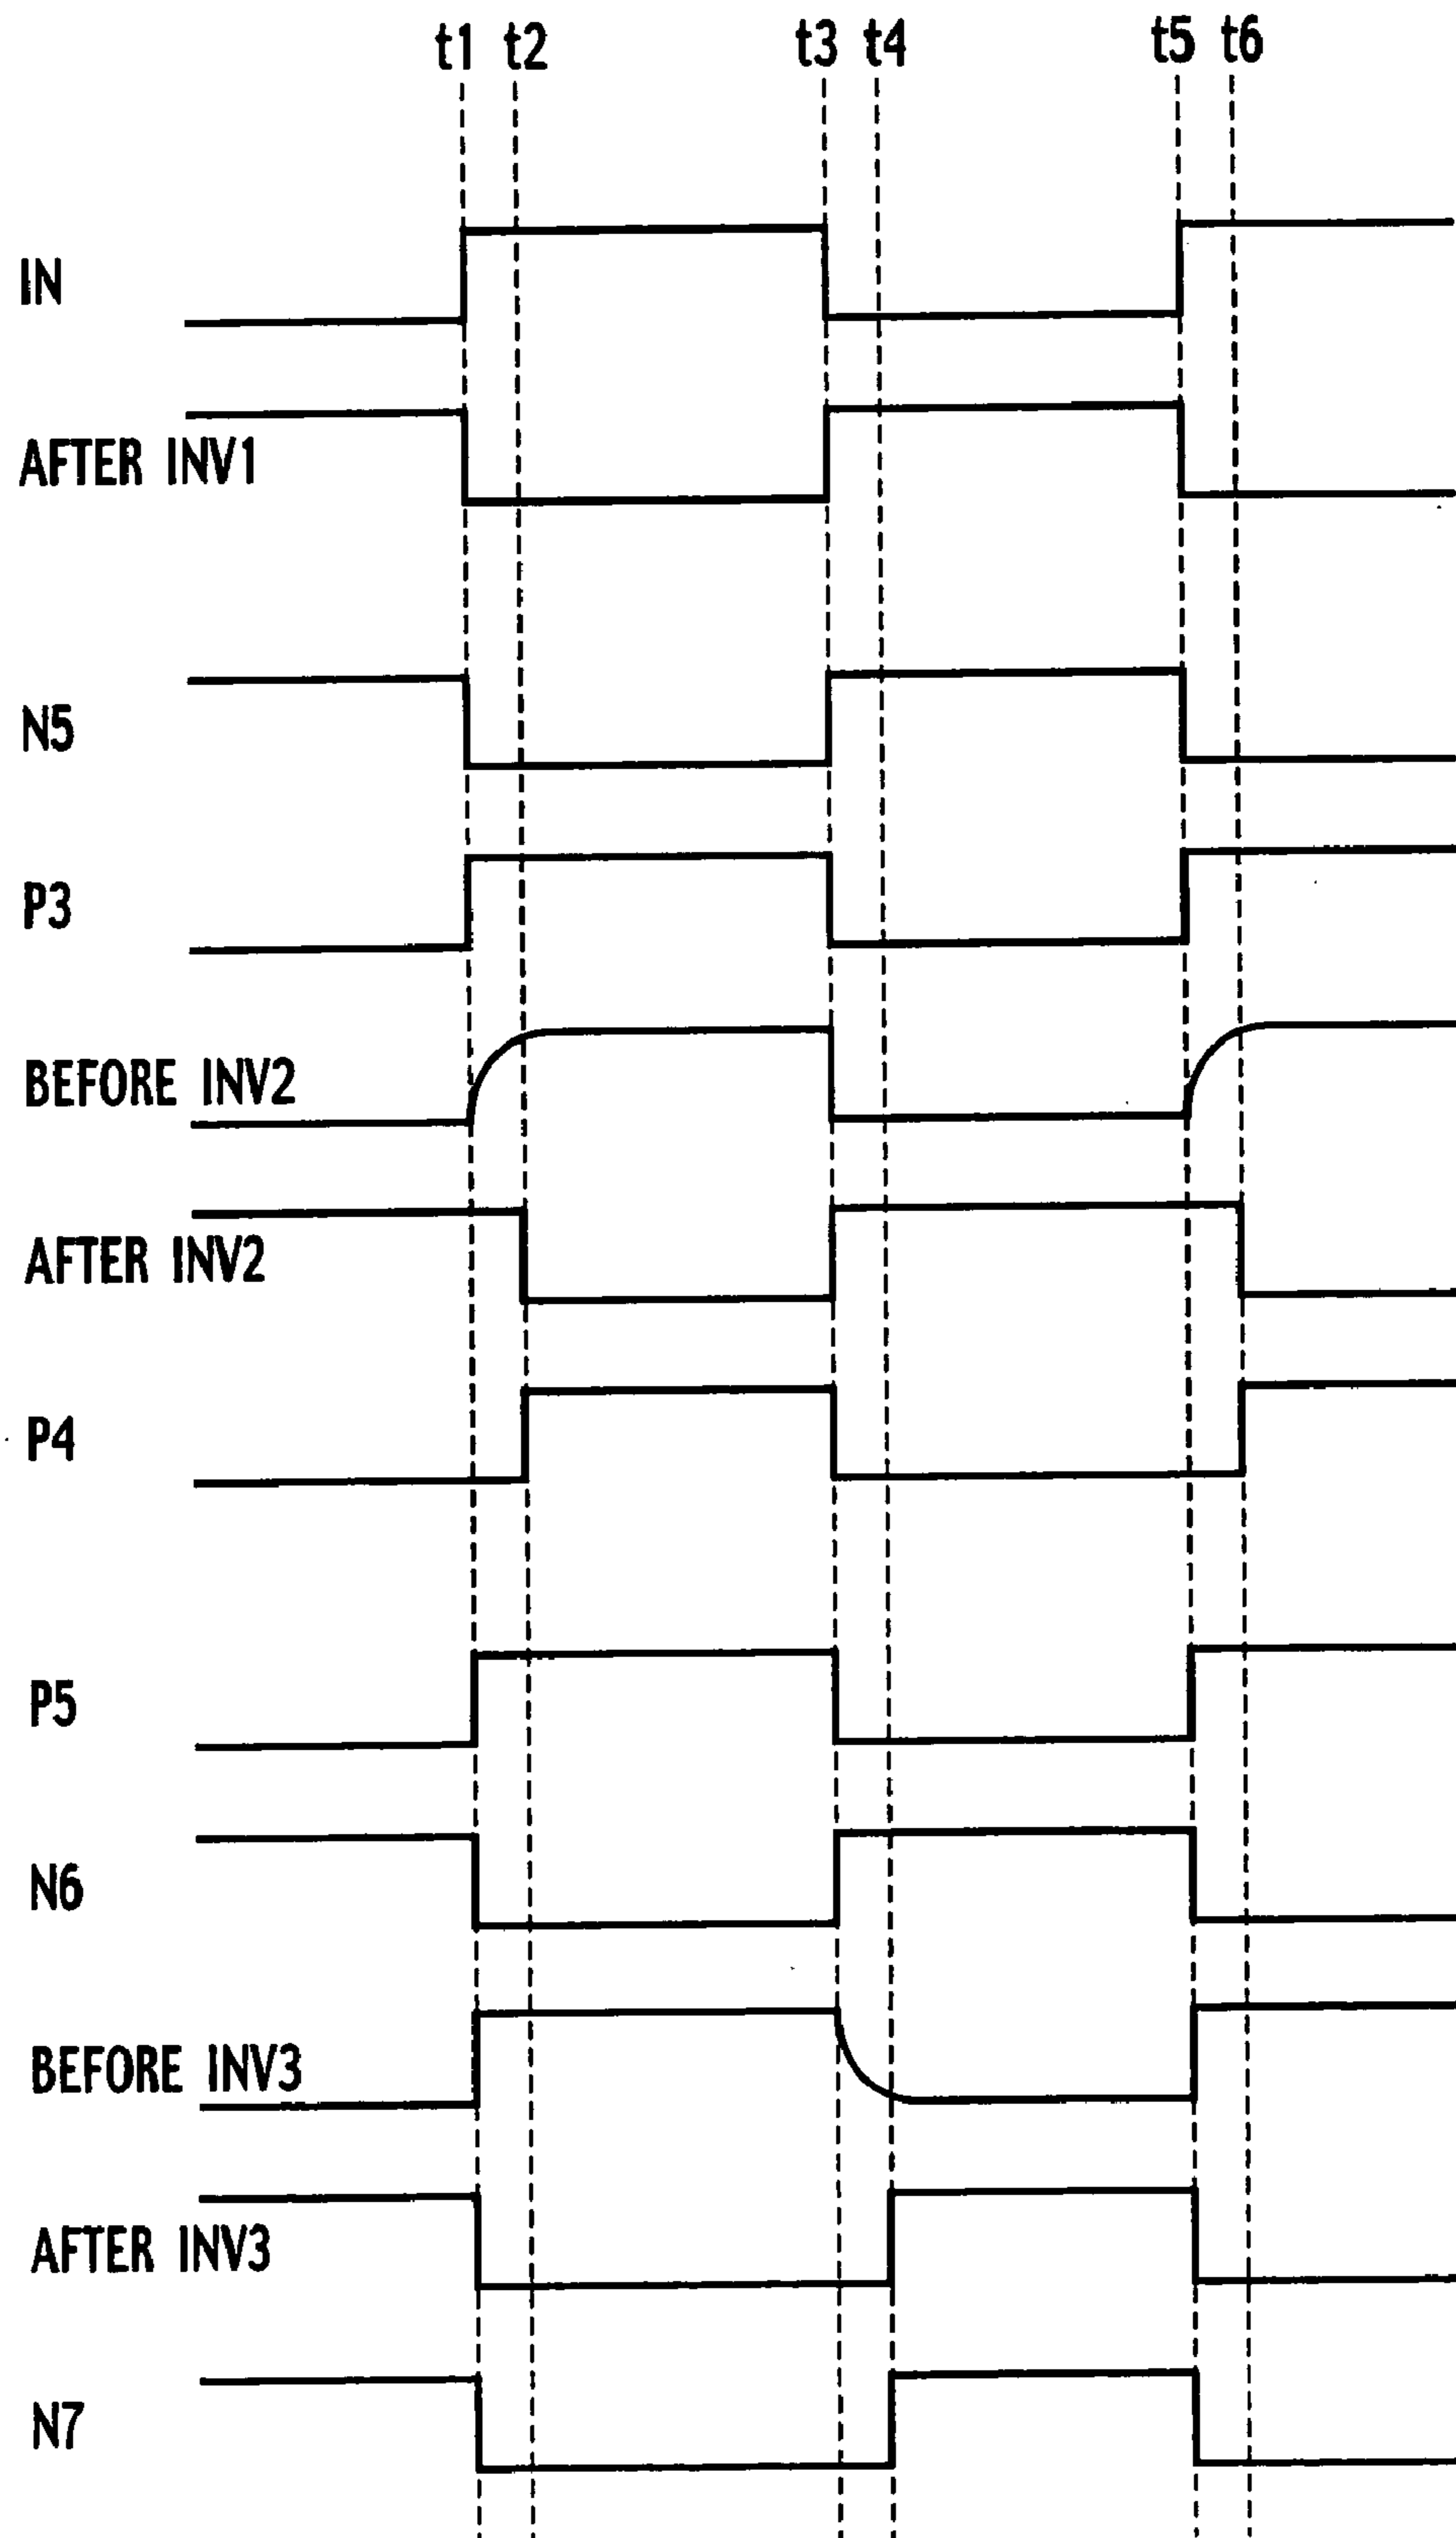 t1 t2 t3 t4 t5 t6
IN
AFTER INV1
N5
P3
BEFORE INV2
AFTER INV2
P4
P5
N6
BEFORE INV3
AFTER INV3
N7